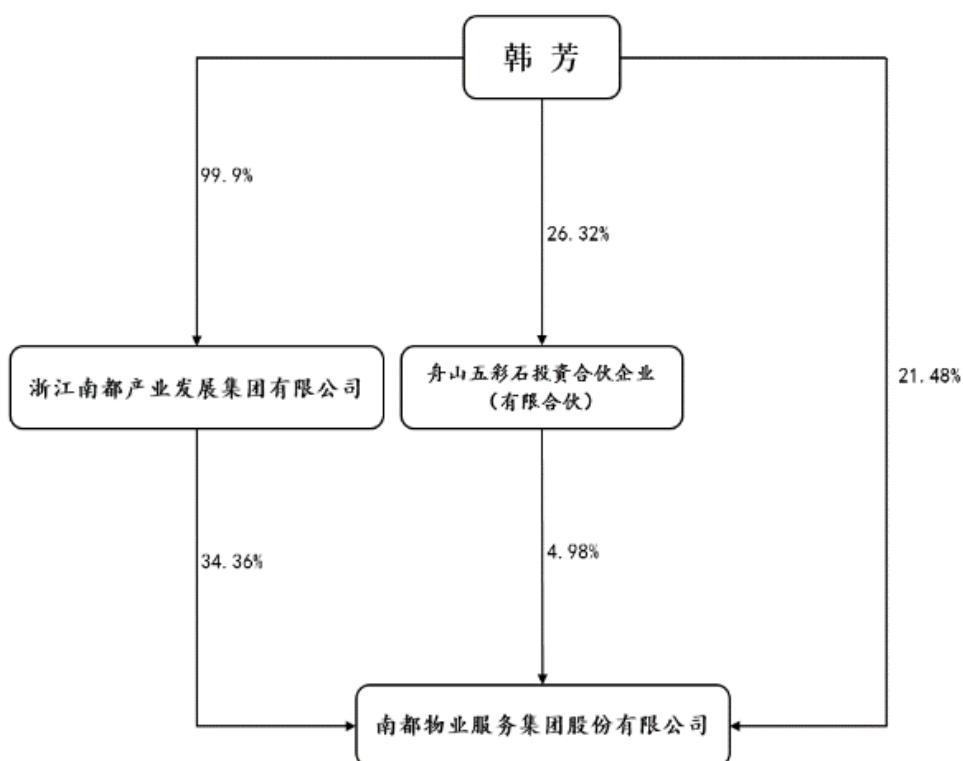 韩 芳
99.9%
26.32%
浙江南都产业发展集团有限公司
舟山五彩石投资合伙企业
(有限合伙)
21.48%
34.36%
4.98%
南都物业服务集团股份有限公司